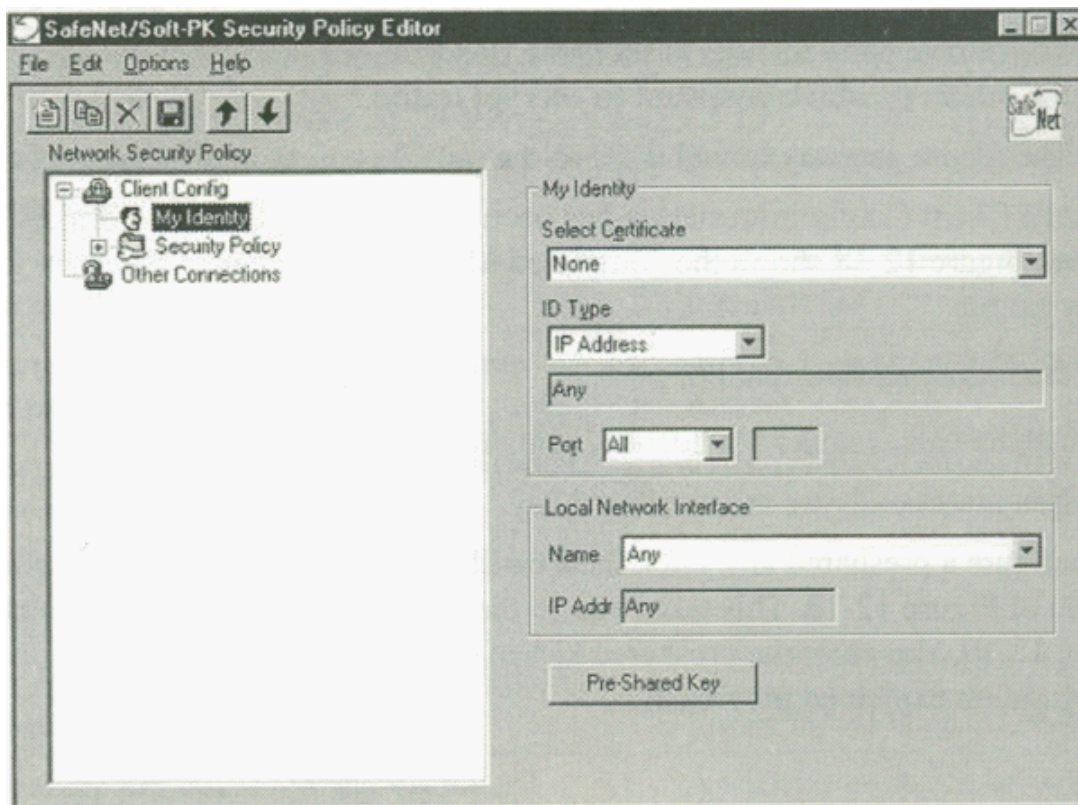 SafeNet/Soft-PK Security Policy Editor
File Edit Options Help
Safe Net
Network Security Policy
Client Config
My Identity
Security Policy
Other Connections
My Identity
Select Certificate
None
ID Type
IP Address
Any
Port All
Local Network Interface
Name Any
IP Addr Any
Pre-Shared Key